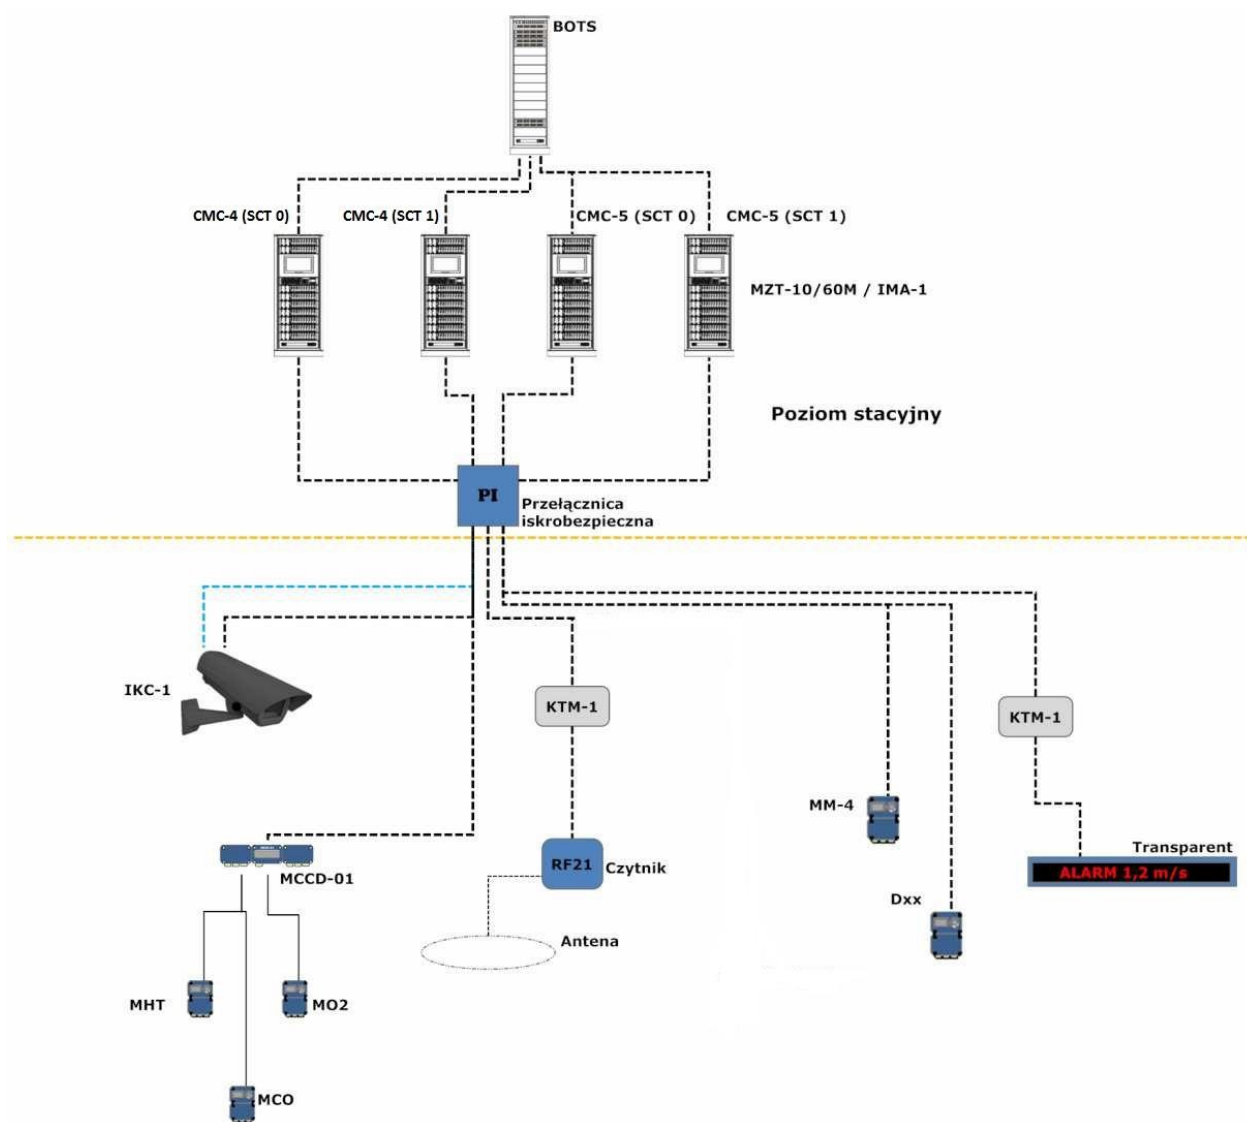 BOTS
CMC-4 (SCT 0)
CMC-4 (SCT 1)
CMC-5 (SCT 0)
CMC-5 (SCT 1)
MZT-10/60M / IMA-1
Poziom stacyjny
PI
Przełącznica
iskrobezpieczna
IKC-1
KTM-1
KTM-1
MM-4
Transparent
ALARM 1,2 m/s
RF21
Czytnik
MCCD-01
Dxx
Antena
MHT
MO2
MCO